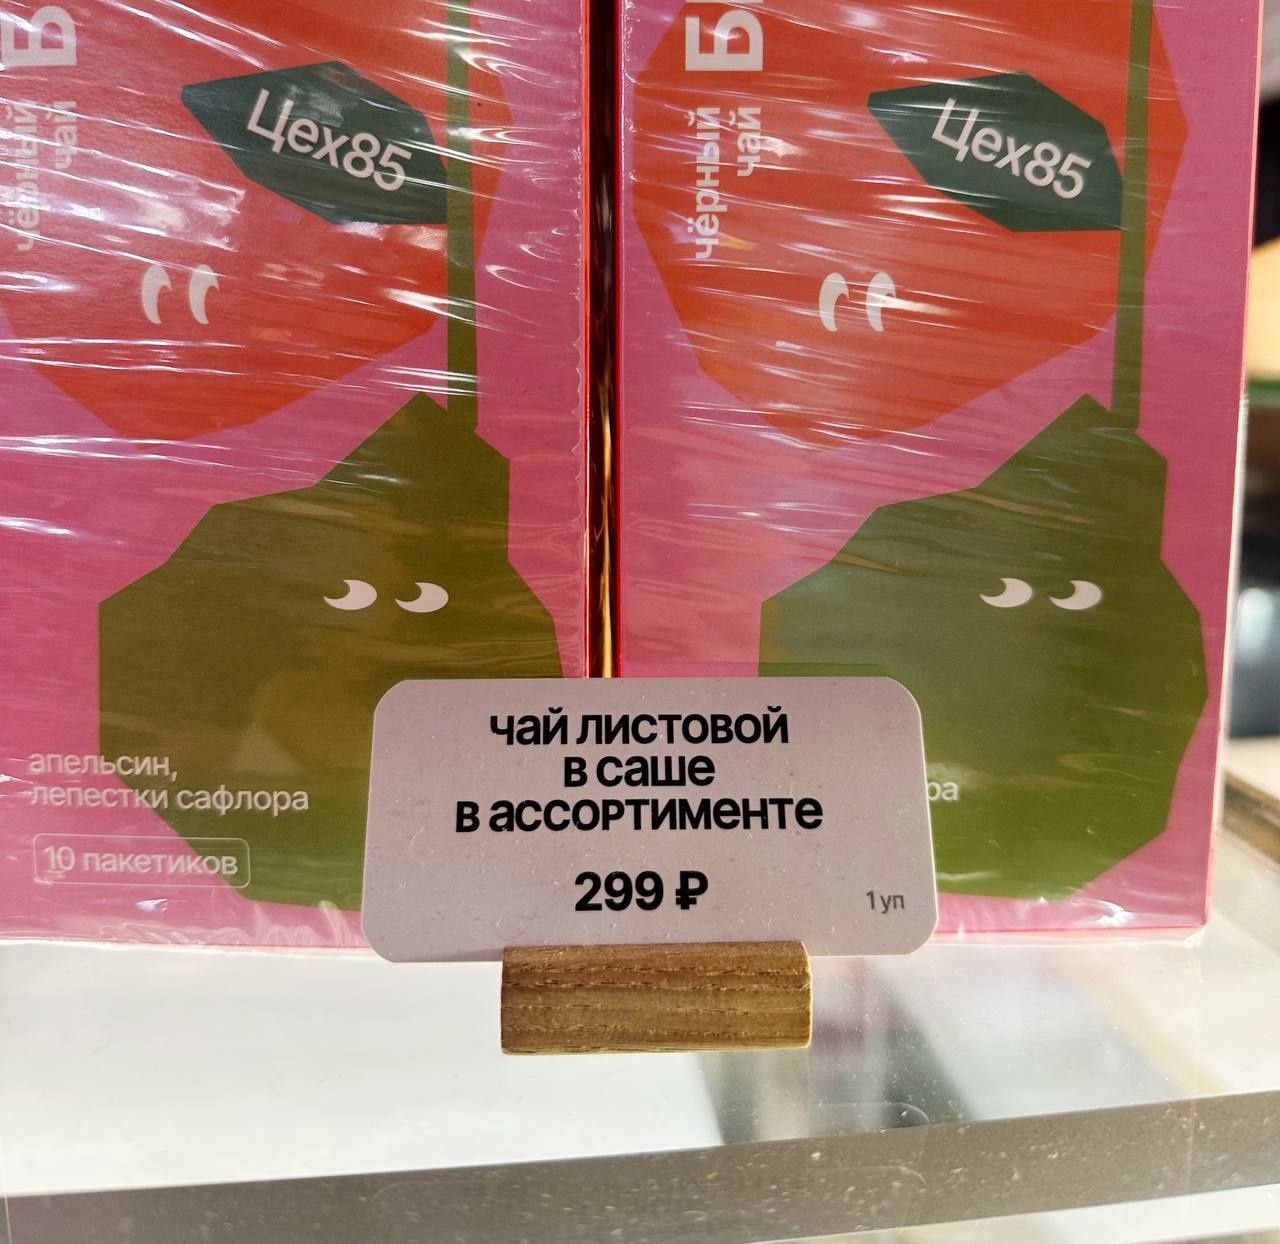 чёрный
чай
Цех85
апельсин,
лепестки сафлора
10 пакетиков
чёрный
чай
Цех85
чай листовой
в саше
в ассортименте
299 ₽
1 уп